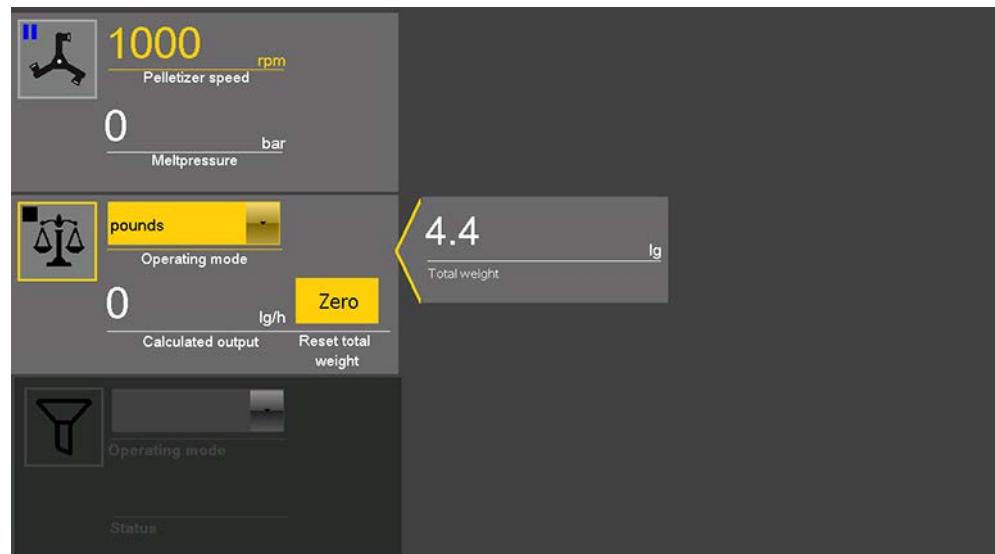 1000 rpm
Pelletizer speed
0 bar
Meltpressure
pounds
Operating mode
0 lg/h
Calculated output
Zero
Reset total
weight
4.4 lg
Total weight
Operating mode
Status